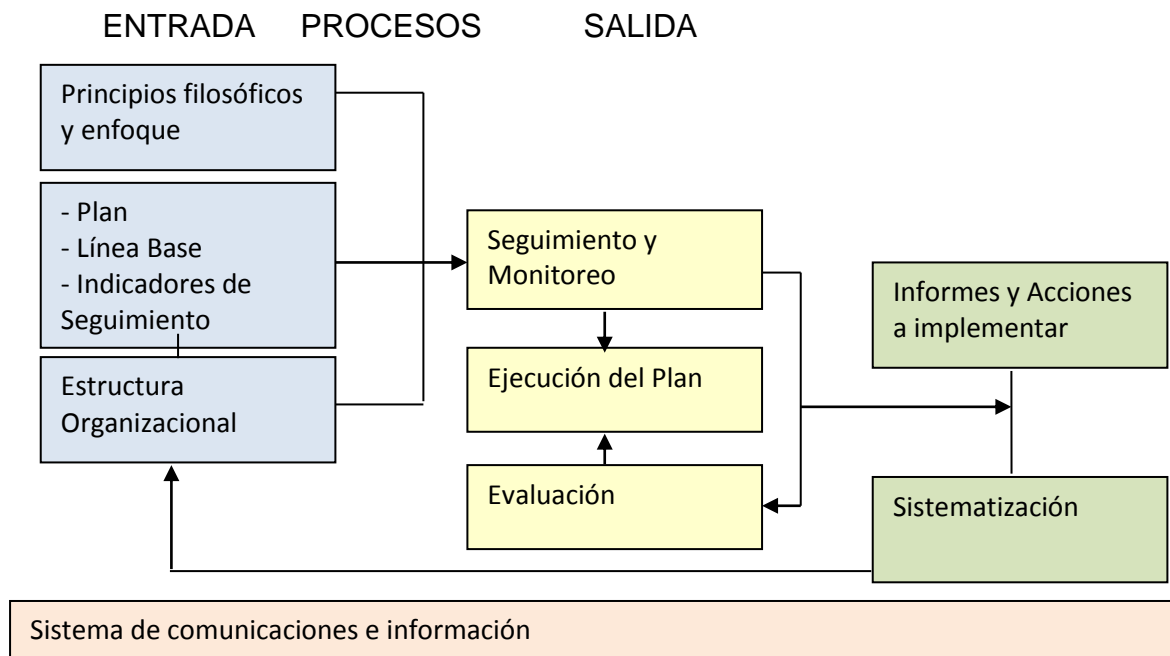 ENTRADA PROCESOS SALIDA
Principios filosóficos
y enfoque
- Plan
- Línea Base
- Indicadores de
Seguimiento
Estructura
Organizacional
Seguimiento y
Monitoreo
Ejecución del Plan
Evaluación
Informes y Acciones
a implementar
Sistematización
Sistema de comunicaciones e información